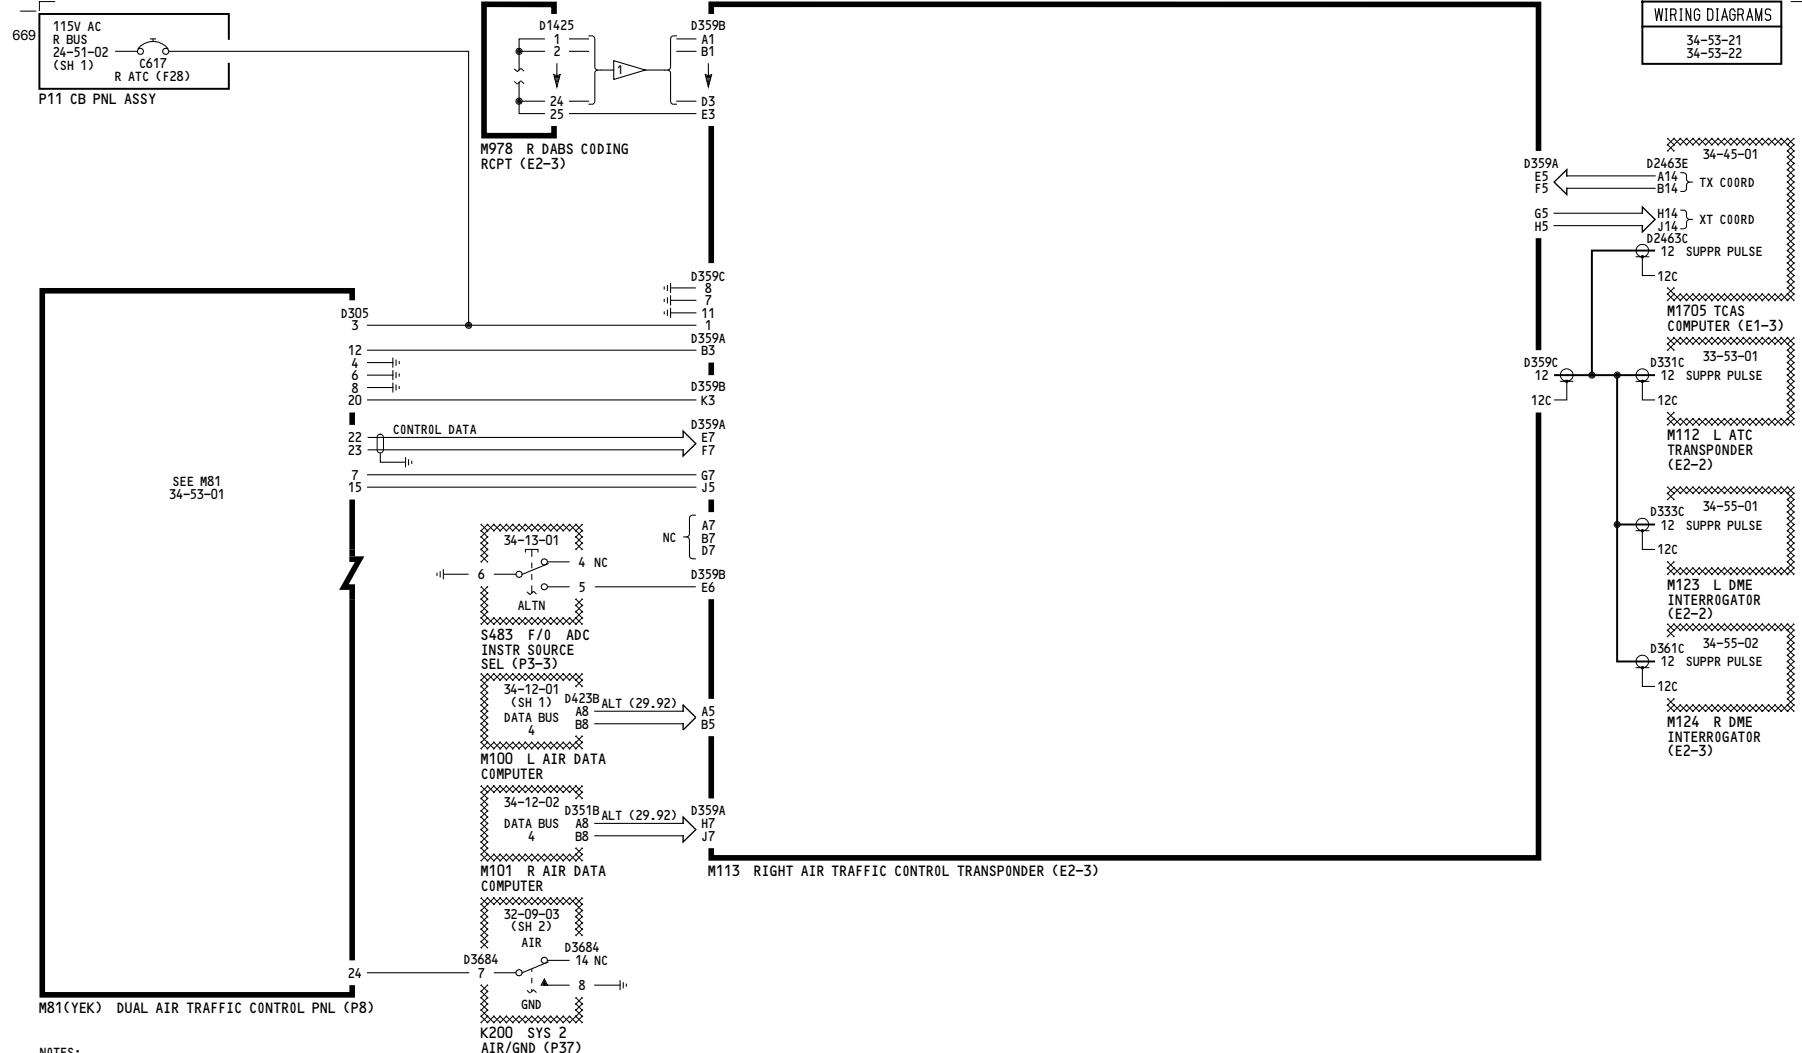 669
115V AC
R BUS
24-51-02
(SH 1)
C617
R ATC (F28)
P11 CB PNL ASSY
D1425
1
2
24
25
1
M978 R DABS CODING
RCPT (E2-3)
D359B
A1
B1
D3
E3
WIRING DIAGRAMS
34-53-21
34-53-22
D359A
E5
F5
G5
H5
34-45-01
D2463E
A14
B14
TX COORD
H14
J14
XT COORD
D2463C
12 SUPPR PULSE
12C
M1705 TCAS
COMPUTER (E1-3)
D359C
12
12C
33-53-01
D331C
12 SUPPR PULSE
12C
M112 L ATC
TRANSPONDER
(E2-2)
34-55-01
D333C
12 SUPPR PULSE
12C
M123 L DME
INTERROGATOR
(E2-2)
34-55-02
D361C
12 SUPPR PULSE
12C
M124 R DME
INTERROGATOR
(E2-3)
D359C
8
7
11
1
D359A
B3
D359B
K3
D359A
E7
F7
G7
J5
NC
A7
B7
D7
D359B
E6
A5
B5
D359A
H7
J7
M113 RIGHT AIR TRAFFIC CONTROL TRANSPONDER (E2-3)
D305
3
12
4
6
8
20
22
23
CONTROL DATA
7
15
SEE M81
34-53-01
24
M81(YEK) DUAL AIR TRAFFIC CONTROL PNL (P8)
34-13-01
4 NC
6
5
ALTN
S483 F/O ADC
INSTR SOURCE
SEL (P3-3)
34-12-01
(SH 1)
DATA BUS
4
D423B
A8
B8
ALT (29.92)
M100 L AIR DATA
COMPUTER
34-12-02
DATA BUS
4
D351B
A8
B8
ALT (29.92)
M101 R AIR DATA
COMPUTER
32-09-03
(SH 2)
AIR
D3684
7
D3684
14 NC
8
GND
K200 SYS 2
AIR/GND (P37)
NOTES: